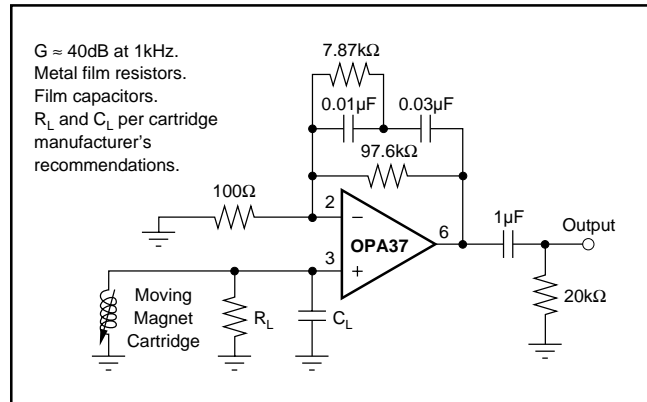 G ≈ 40dB at 1kHz.
Metal film resistors.
Film capacitors.
R_L and C_L per cartridge
manufacturer's
recommendations.
7.87kΩ
0.01µF
0.03µF
97.6kΩ
100Ω
2
−
OPA37
6
3
+
1µF
Output
20kΩ
Moving
Magnet
Cartridge
R_L
C_L